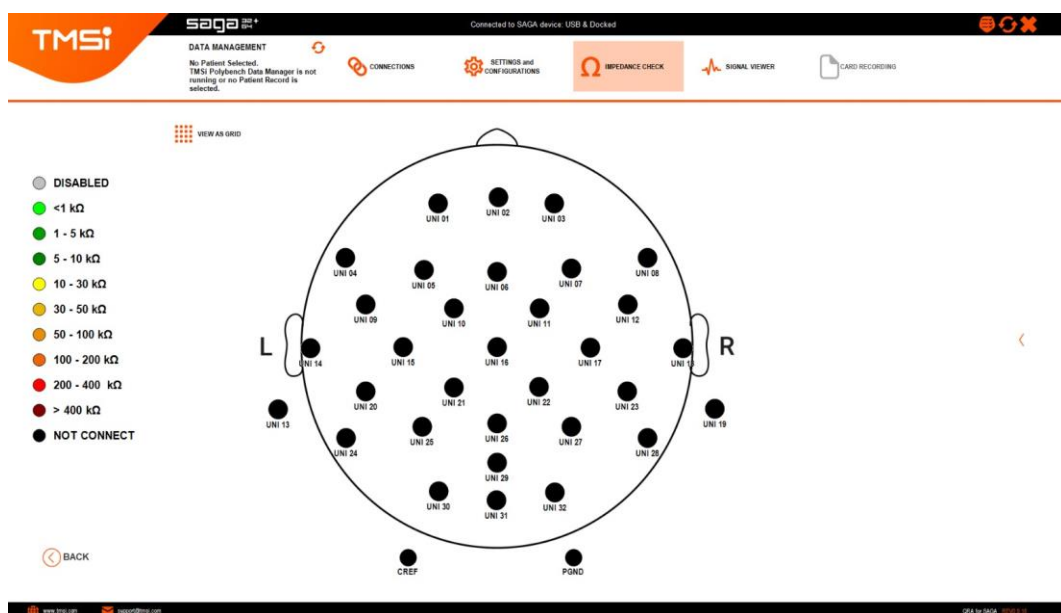 TMSi
saga 32+
64+
Connected to SAGA device: USB & Docked
DATA MANAGEMENT
No Patient Selected.
TMSi Polybench Data Manager is not
running or no Patient Record is
selected.
CONNECTIONS
SETTINGS and
CONFIGURATIONS
Ω IMPEDANCE CHECK
SIGNAL VIEWER
CARD RECORDING
VIEW AS GRID
DISABLED
<1 kΩ
1 - 5 kΩ
5 - 10 kΩ
10 - 30 kΩ
30 - 50 kΩ
50 - 100 kΩ
100 - 200 kΩ
200 - 400 kΩ
> 400 kΩ
NOT CONNECT
UNI 01
UNI 02
UNI 03
UNI 04
UNI 05
UNI 06
UNI 07
UNI 08
UNI 09
UNI 10
UNI 11
UNI 12
L
R
UNI 14
UNI 15
UNI 16
UNI 17
UNI 18
UNI 20
UNI 21
UNI 22
UNI 23
UNI 13
UNI 19
UNI 24
UNI 25
UNI 26
UNI 27
UNI 28
UNI 29
UNI 30
UNI 31
UNI 32
CREF
PGND
BACK
www.tmsi.com
support@tmsi.com
QRA for SAGA